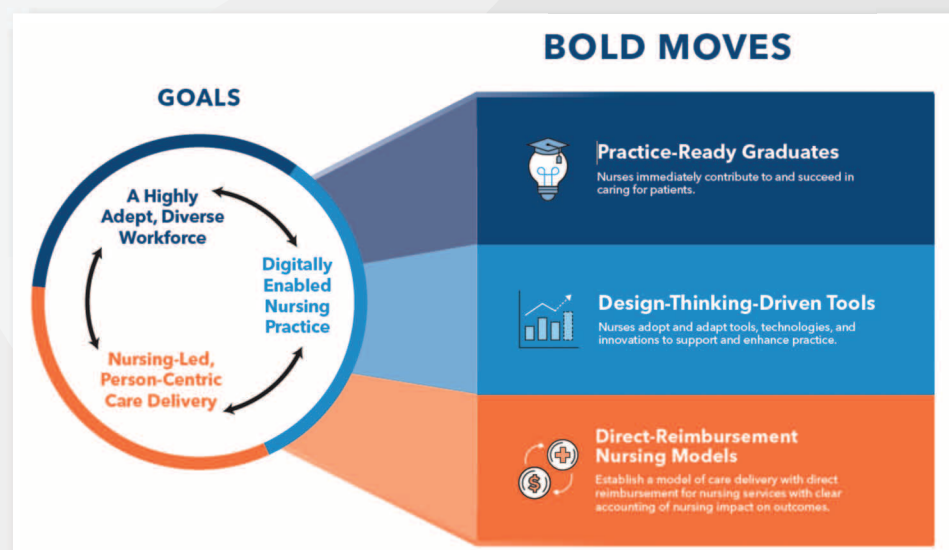 BOLD MOVES
GOALS
A Highly
Adept, Diverse
Workforce
Digitally
Enabled
Nursing
Practice
Nursing-Led,
Person-Centric
Care Delivery
Practice-Ready Graduates
Nurses immediately contribute to and succeed in
caring for patients.
Design-Thinking-Driven Tools
Nurses adopt and adapt tools, technologies, and
innovations to support and enhance practice.
Direct-Reimbursement
Nursing Models
Establish a model of care delivery with direct
reimbursement for nursing services with clear
accounting of nursing impact on outcomes.
$